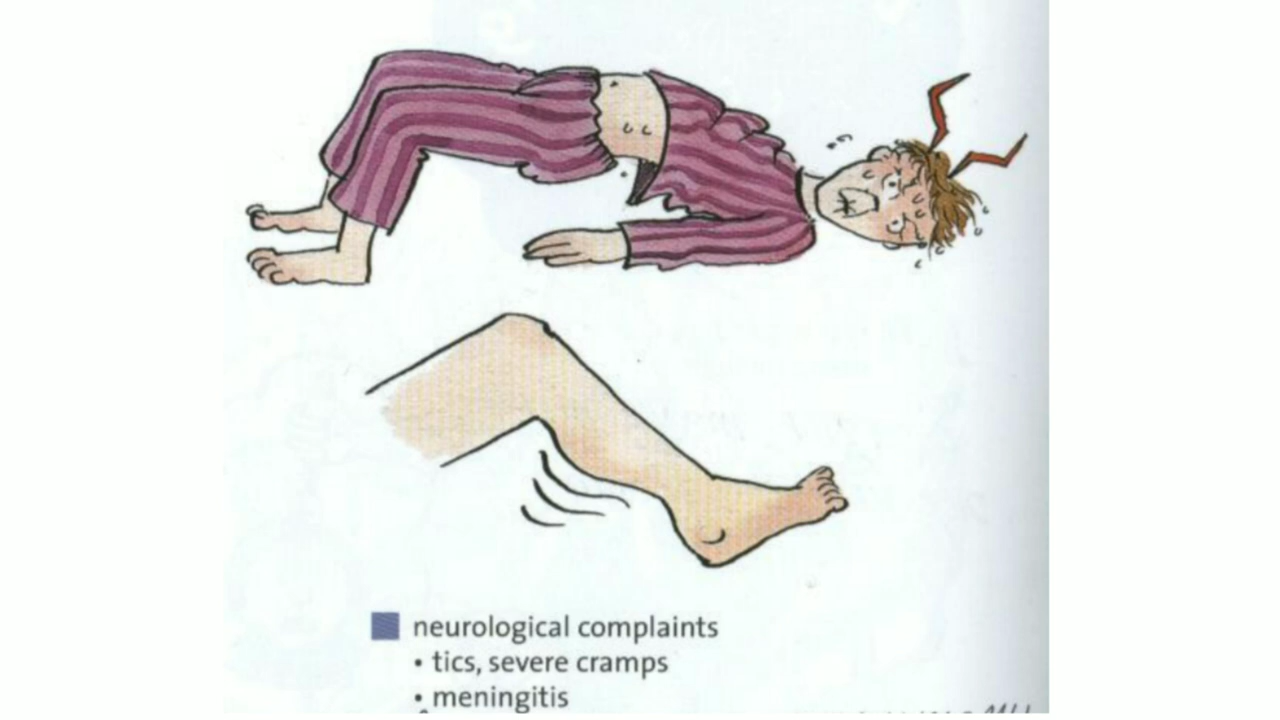 neurological complaints
• tics, severe cramps
• meningitis